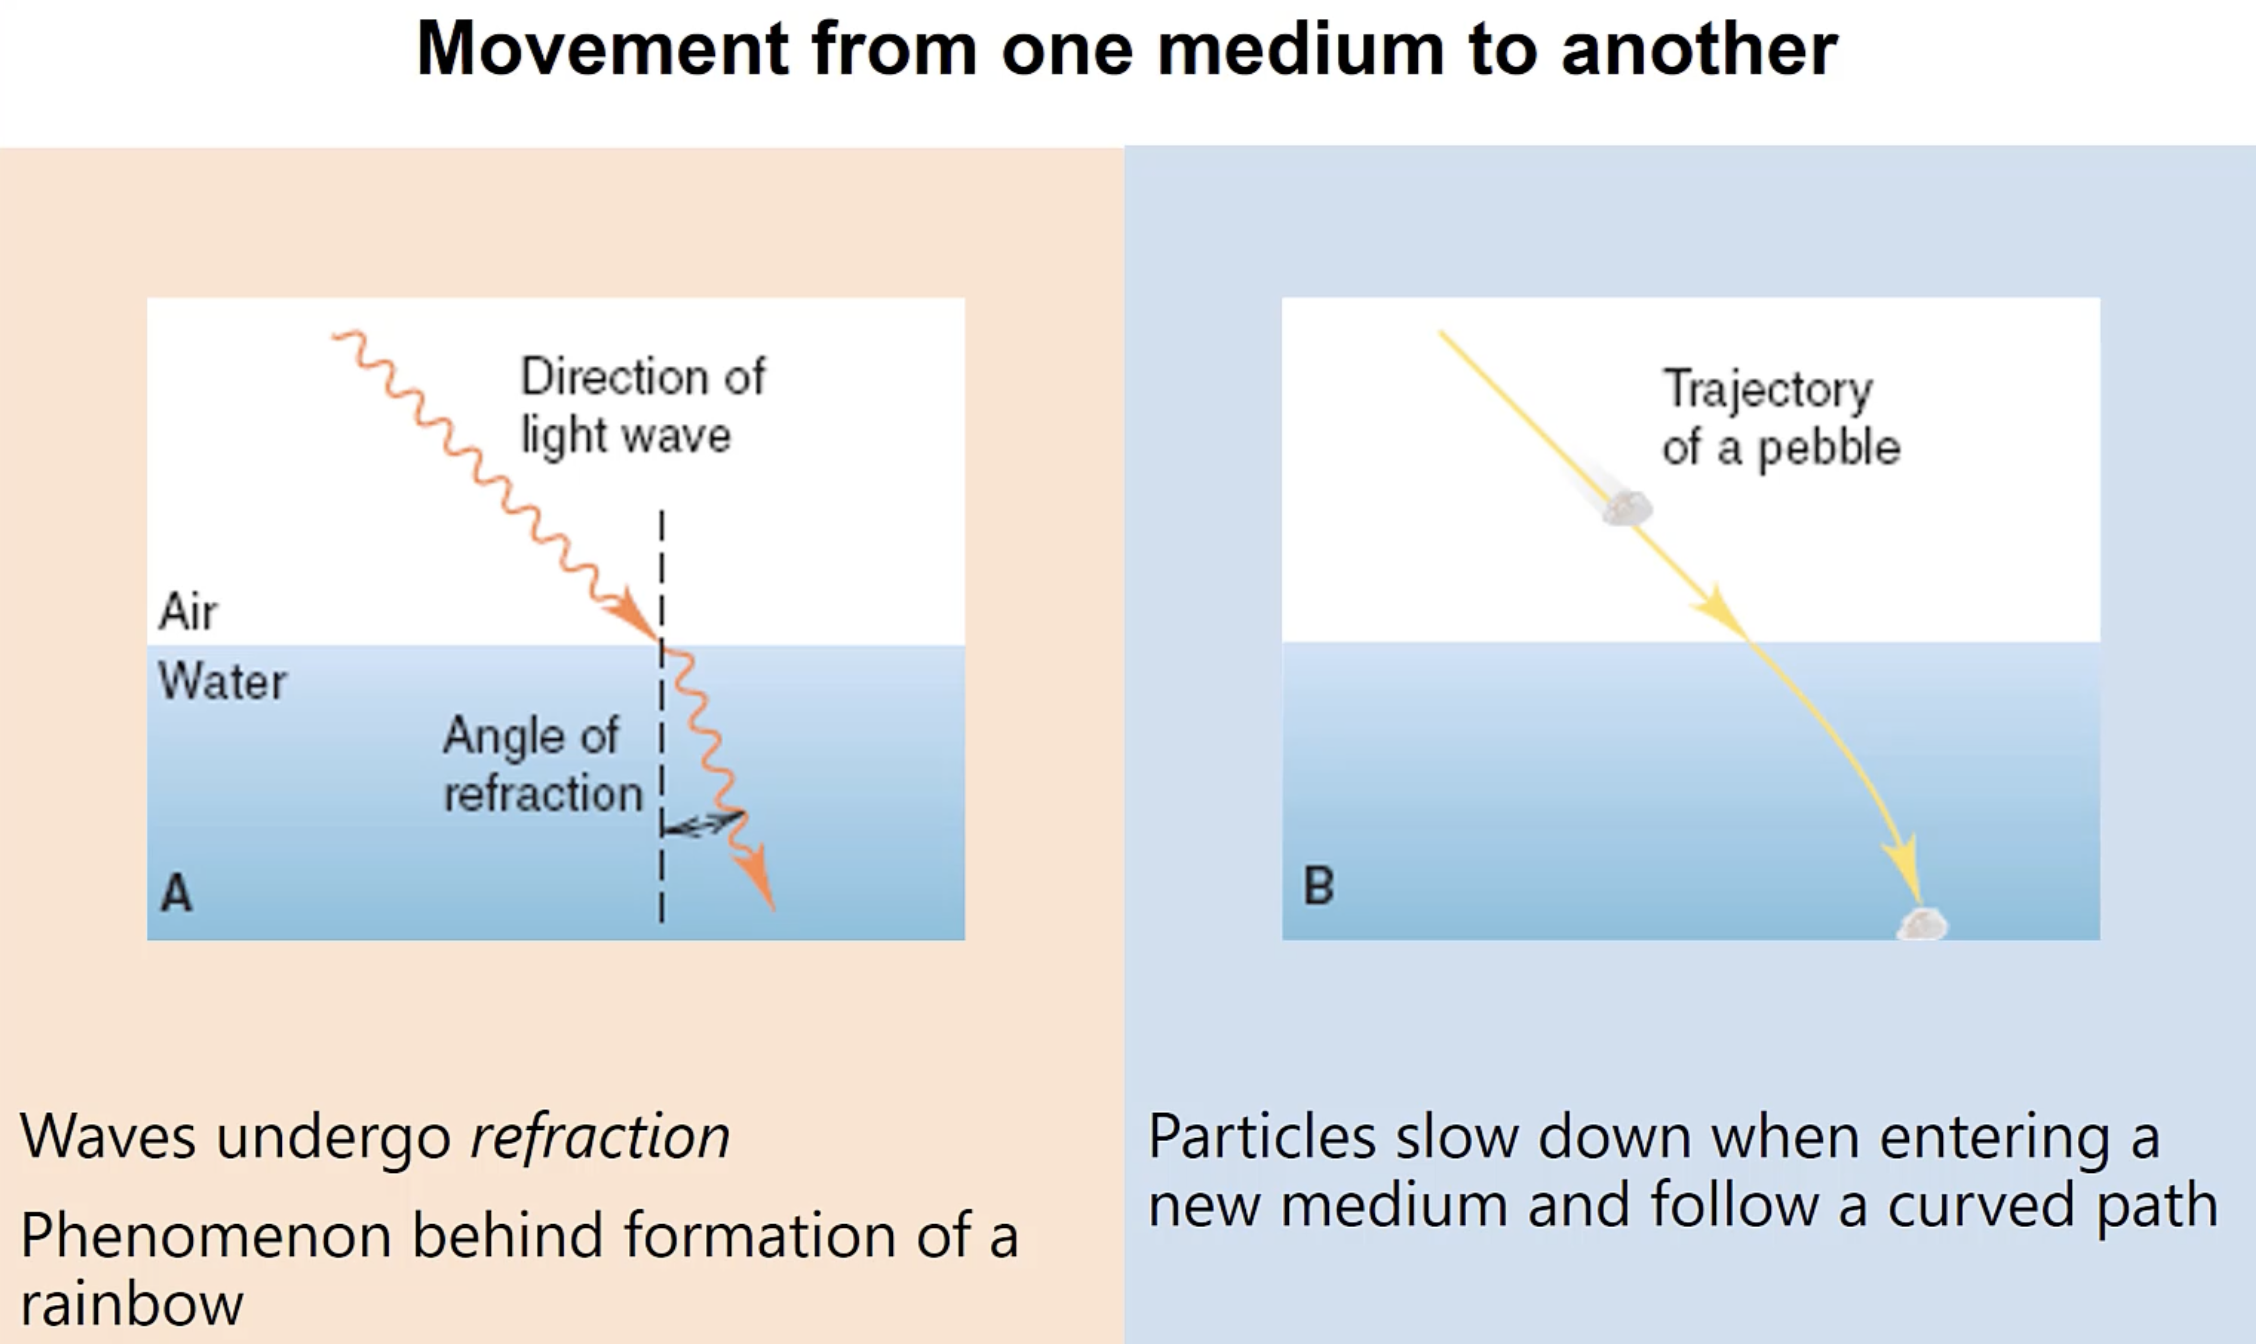 Movement from one medium to another
Direction of
light wave
Air
Water
Angle of
refraction
A
Waves undergo refraction
Phenomenon behind formation of a
rainbow
Trajectory
of a pebble
B
Particles slow down when entering a
new medium and follow a curved path